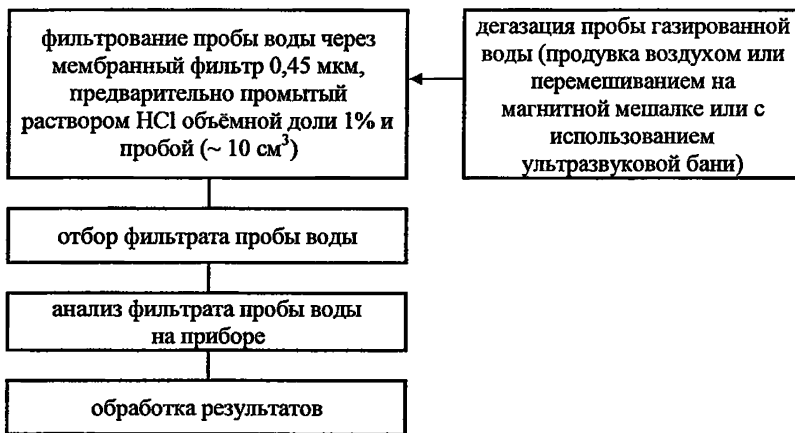 фильтрование пробы воды через
мембранный фильтр 0,45 мкм,
предварительно промытый
раствором HCl объёмной доли 1% и
пробой (~ 10 см³)
дегазация пробы газированной
воды (продувка воздухом или
перемешиванием на
магнитной мешалке или с
использованием
ультразвуковой бани)
отбор фильтрата пробы воды
анализ фильтрата пробы воды
на приборе
обработка результатов